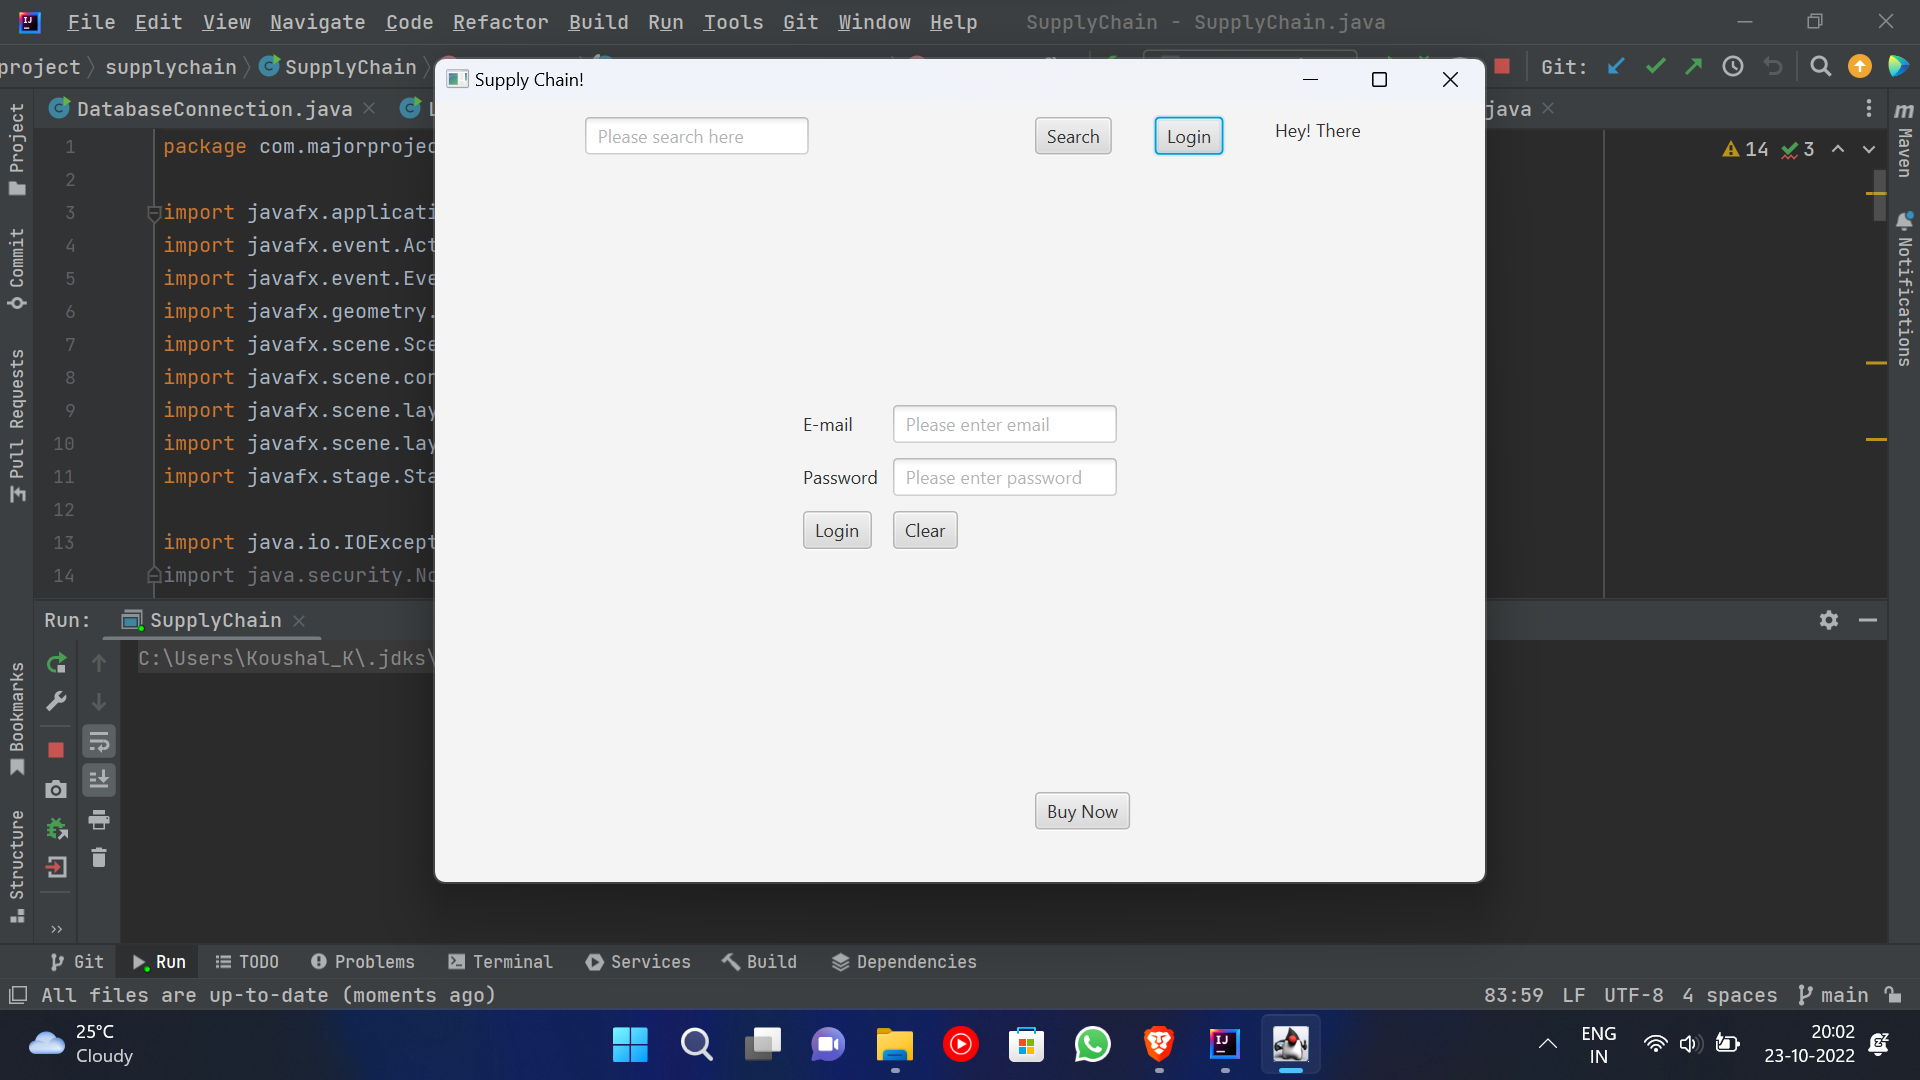 File Edit View Navigate Code Refactor Build Run Tools Git Window Help SupplyChain - SupplyChain.java
project supplychain SupplyChain Git:
DatabaseConnection.java java
Supply Chain!
Please search here Search Login Hey! There
E-mail Please enter email
Password Please enter password
Login Clear
Buy Now
1 package com.majorprojec
2
3 import javafx.applicati
4 import javafx.event.Act
5 import javafx.event.Eve
6 import javafx.geometry.
7 import javafx.scene.Sce
8 import javafx.scene.con
9 import javafx.scene.lay
10 import javafx.scene.lay
11 import javafx.stage.Sta
12
13 import java.io.IOExcept
14 import java.security.No
14 3
Project
Commit
Pull Requests
Bookmarks
Structure
Maven
Notifications
Run: SupplyChain
C:\Users\Koushal_K\.jdks\
Git Run TODO Problems Terminal Services Build Dependencies
All files are up-to-date (moments ago) 83:59 LF UTF-8 4 spaces main
25°C
Cloudy
ENG
IN
20:02
23-10-2022